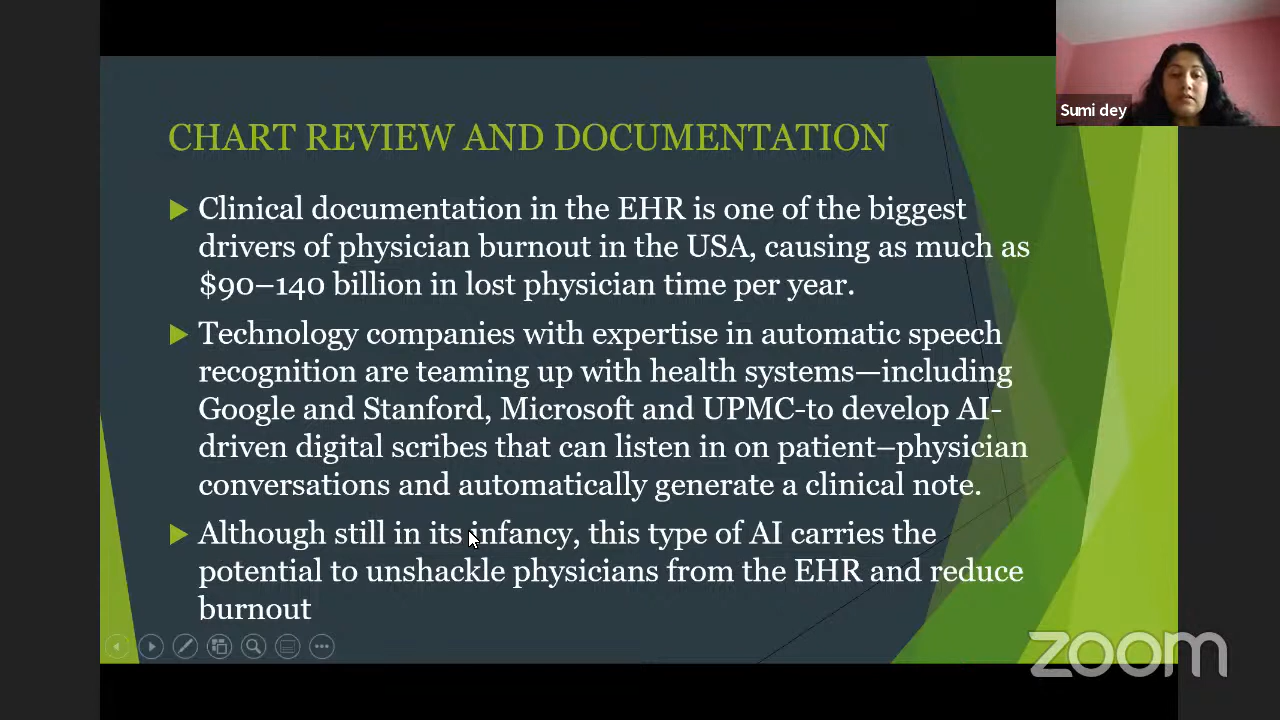 Sumi dey
CHART REVIEW AND DOCUMENTATION
Clinical documentation in the EHR is one of the biggest
drivers of physician burnout in the USA, causing as much as
$90–140 billion in lost physician time per year.
Technology companies with expertise in automatic speech
recognition are teaming up with health systems—including
Google and Stanford, Microsoft and UPMC-to develop AI-
driven digital scribes that can listen in on patient–physician
conversations and automatically generate a clinical note.
Although still in its infancy, this type of AI carries the
potential to unshackle physicians from the EHR and reduce
burnout
zoom